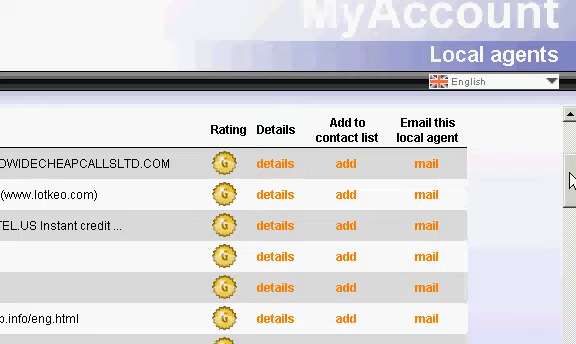 MyAccount
Local agents
English
Rating Details Add to contact list Email this local agent
DWIDECHEAPCALLSLTD.COM G details add mail
(www.lotkeo.com) G details add mail
TEL.US Instant credit ... G details add mail
G details add mail
G details add mail
b.info/eng.html G details add mail